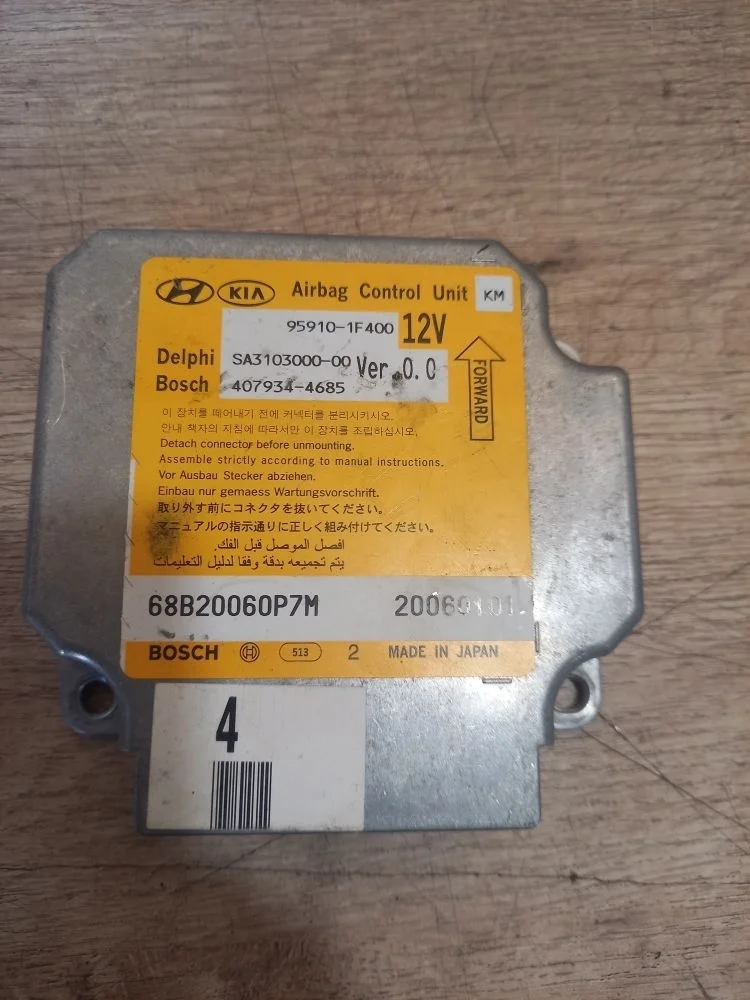 HYUNDAI KIA Airbag Control Unit KM
95910-1F400 12V
Delphi SA3103000-00 Ver.0.0
Bosch 407934-4685
FORWARD
이 장치를 떼어내기 전에 커넥터를 분리시키시오.
안내 책자의 지침에 따라서만 이 장치를 조립하십시오.
Detach connector before unmounting.
Assemble strictly according to manual instructions.
Vor Ausbau Stecker abziehen.
Einbau nur gemaess Wartungsvorschrift.
取り外す前にコネクタを抜いてください。
マニュアルの指示通りに正しく組み付けてください。
افصل الموصل قبل الفك.
يتم تجميعه بدقة وفقا لدليل التعليمات
68B20060P7M
BOSCH 513 2 MADE IN JAPAN
4